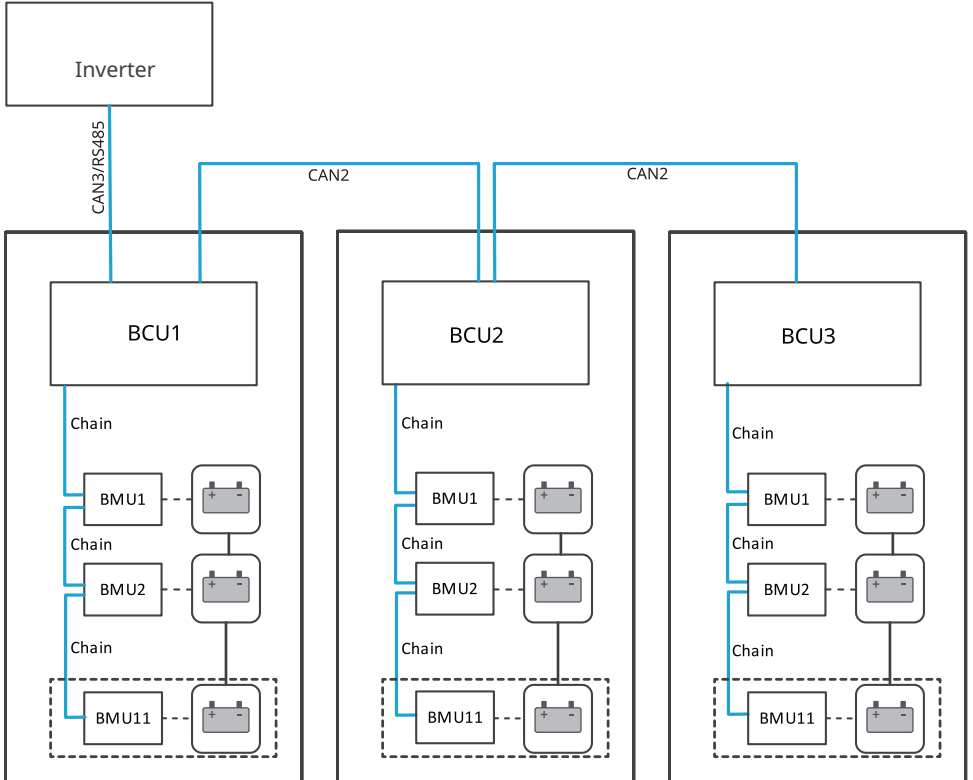 Inverter
CAN3/RS485
CAN2
CAN2
BCU1
BCU2
BCU3
Chain
Chain
Chain
BMU1
+ -
BMU1
+ -
BMU1
+ -
Chain
Chain
Chain
BMU2
+ -
BMU2
+ -
BMU2
+ -
Chain
Chain
Chain
BMU11
+ -
BMU11
+ -
BMU11
+ -